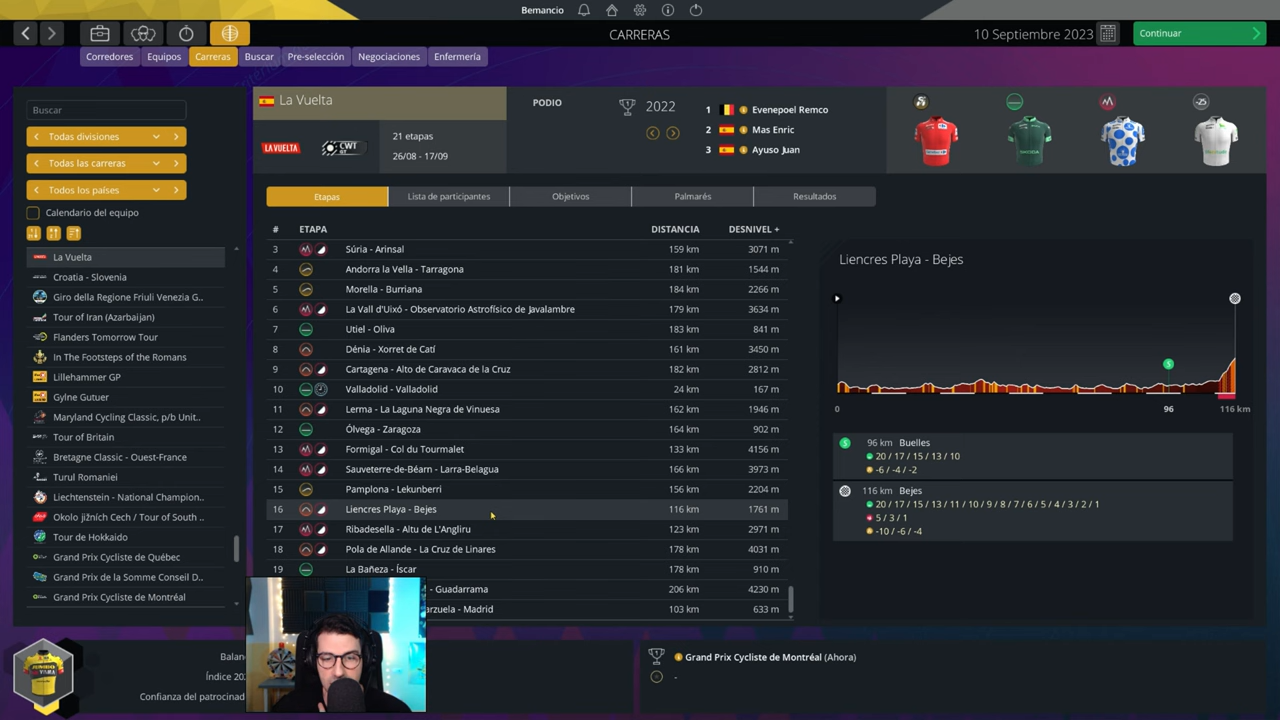 Bemancio
CARRERAS
10 Septiembre 2023
Continuar
Corredores
Equipos
Carreras
Buscar
Pre-selección
Negociaciones
Enfermería
Buscar
Todas divisiones
Todas las carreras
Todos los países
Calendario del equipo
La Vuelta
Croatia - Slovenia
Giro della Regione Friuli Venezia G..
Tour of Iran (Azarbaijan)
Flanders Tomorrow Tour
In The Footsteps of the Romans
Lillehammer GP
Gylne Gutuer
Maryland Cycling Classic, p/b Unit..
Tour of Britain
Bretagne Classic - Ouest-France
Turul Romaniei
Liechtenstein - National Champion..
Okolo jižních Cech / Tour of South ..
Tour de Hokkaido
Grand Prix Cycliste de Québec
Grand Prix de la Somme Conseil D..
Grand Prix Cycliste de Montréal
La Vuelta
LA VUELTA
CWT
21 etapas
26/08 - 17/09
PODIO
2022
1 Evenepoel Remco
2 Mas Enric
3 Ayuso Juan
-25
Etapas
Lista de participantes
Objetivos
Palmarés
Resultados
# ETAPA DISTANCIA DESNIVEL +
3 Súria - Arinsal 159 km 3071 m
4 Andorra la Vella - Tarragona 181 km 1544 m
5 Morella - Burriana 184 km 2266 m
6 La Vall d'Uixó - Observatorio Astrofísico de Javalambre 179 km 3634 m
7 Utiel - Oliva 183 km 841 m
8 Dénia - Xorret de Catí 161 km 3450 m
9 Cartagena - Alto de Caravaca de la Cruz 182 km 2812 m
10 Valladolid - Valladolid 24 km 167 m
11 Lerma - La Laguna Negra de Vinuesa 162 km 1946 m
12 Ólvega - Zaragoza 164 km 902 m
13 Formigal - Col du Tourmalet 133 km 4156 m
14 Sauveterre-de-Béarn - Larra-Belagua 166 km 3973 m
15 Pamplona - Lekunberri 156 km 2204 m
16 Liencres Playa - Bejes 116 km 1761 m
17 Ribadesella - Altu de L'Angliru 123 km 2971 m
18 Pola de Allande - La Cruz de Linares 178 km 4031 m
19 La Bañeza - Íscar 178 km 910 m
- Guadarrama 206 km 4230 m
arzuela - Madrid 103 km 633 m
Liencres Playa - Bejes
S
0 96 116 km
S 96 km Buelles
20 / 17 / 15 / 13 / 10
-6 / -4 / -2
116 km Bejes
20 / 17 / 15 / 13 / 11 / 10 / 9 / 8 / 7 / 6 / 5 / 4 / 3 / 2 / 1
5 / 3 / 1
-10 / -6 / -4
Balan
Índice 202
Confianza del patrocinad
Grand Prix Cycliste de Montréal (Ahora)
-